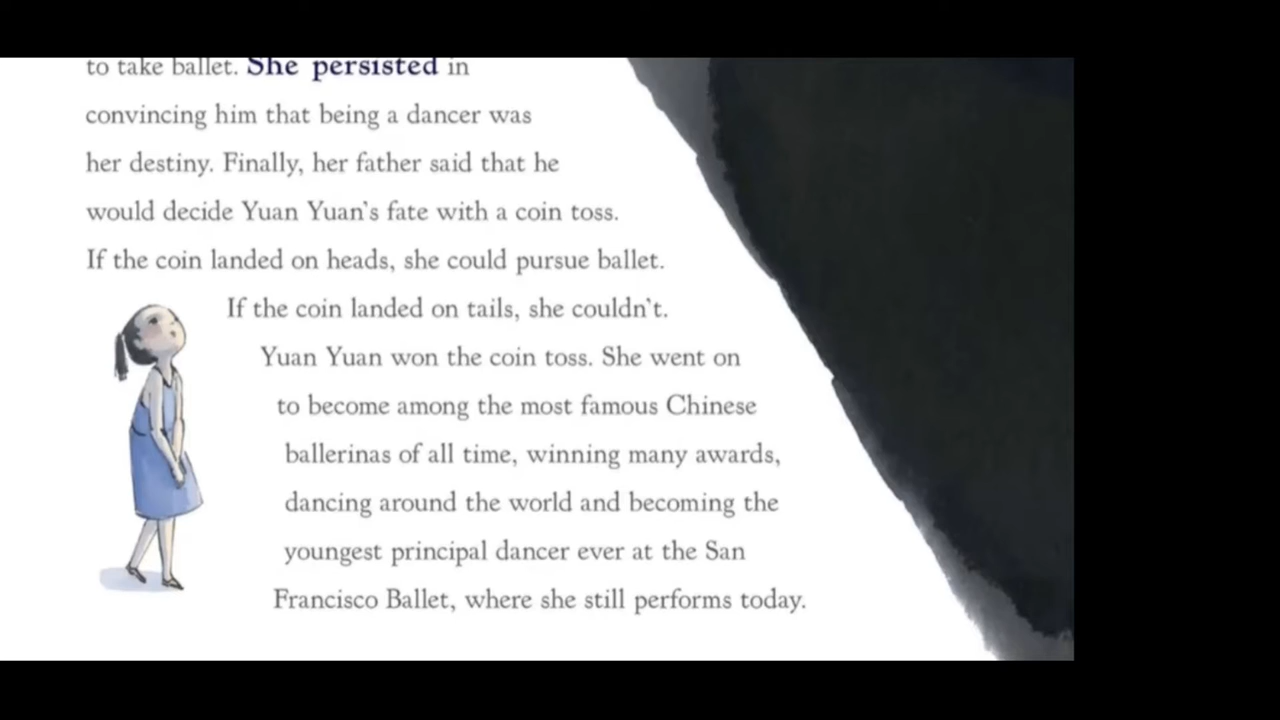 to take ballet. She persisted in
convincing him that being a dancer was
her destiny. Finally, her father said that he
would decide Yuan Yuan's fate with a coin toss.
If the coin landed on heads, she could pursue ballet.
If the coin landed on tails, she couldn't.
Yuan Yuan won the coin toss. She went on
to become among the most famous Chinese
ballerinas of all time, winning many awards,
dancing around the world and becoming the
youngest principal dancer ever at the San
Francisco Ballet, where she still performs today.